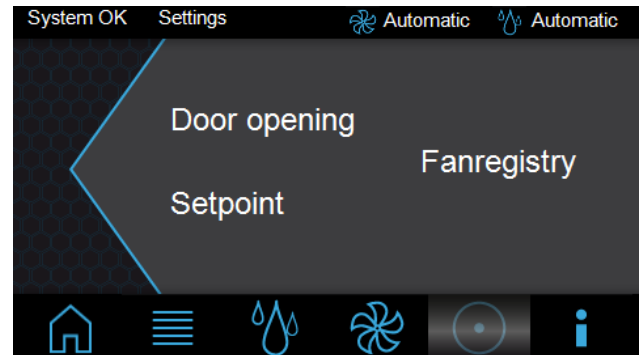 System OK Settings Automatic Automatic
Door opening
Fanregistry
Setpoint